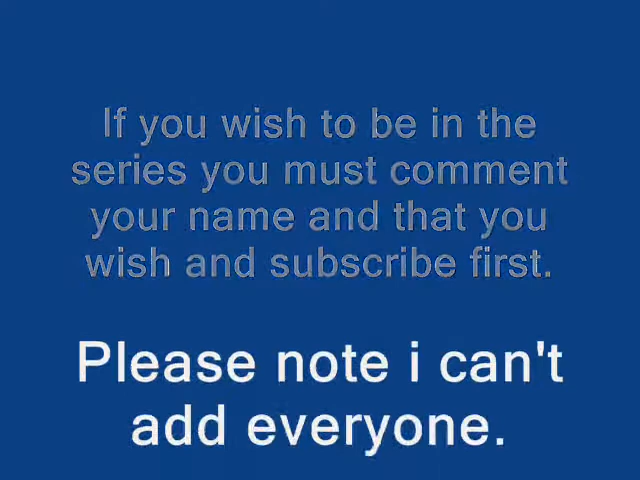 If you wish to be in the
series you must comment
your name and that you
wish and subscribe first.
Please note i can't
add everyone.